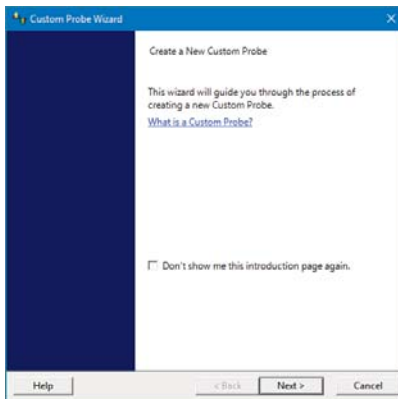 Custom Probe Wizard
Create a New Custom Probe
This wizard will guide you through the process of
creating a new Custom Probe.
What is a Custom Probe?
Don't show me this introduction page again.
Help
< Back
Next >
Cancel